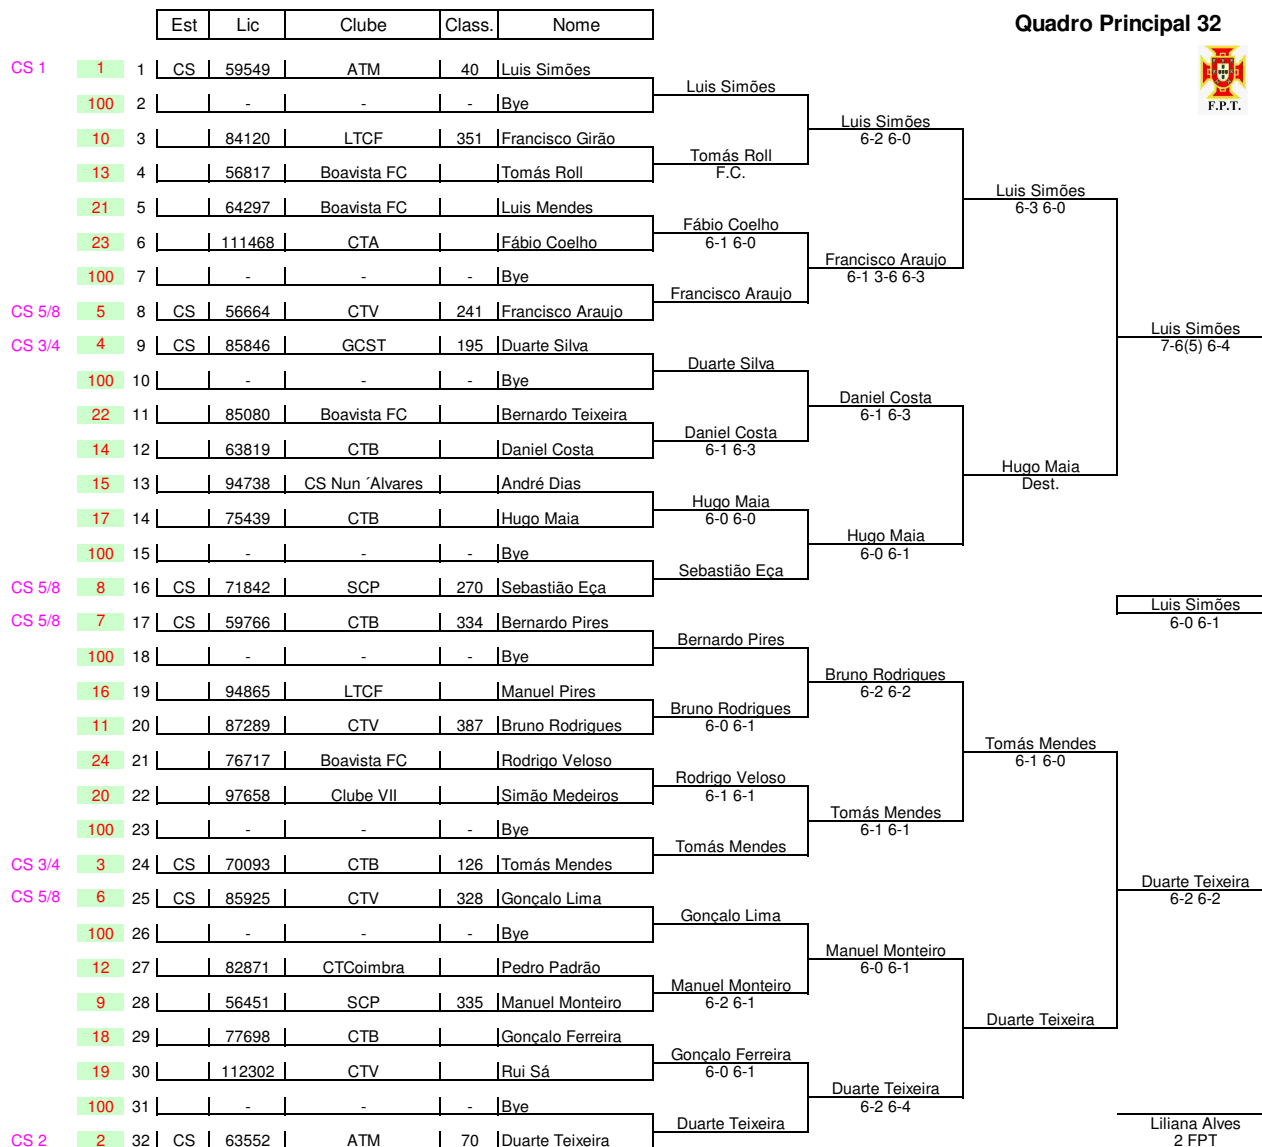 Est Lic Clube Class. Nome
Quadro Principal 32
F.P.T.
CS 1 1 1 CS 59549 ATM 40 Luis Simões
Luis Simões
100 2 - - - Bye
Luis Simões
6-2 6-0
10 3 84120 LTCF 351 Francisco Girão
Tomás Roll
F.C.
13 4 56817 Boavista FC Tomás Roll
Luis Simões
6-3 6-0
21 5 64297 Boavista FC Luis Mendes
Fábio Coelho
6-1 6-0
23 6 111468 CTA Fábio Coelho
Francisco Araujo
6-1 3-6 6-3
100 7 - - - Bye
Francisco Araujo
CS 5/8 5 8 CS 56664 CTV 241 Francisco Araujo
Luis Simões
7-6(5) 6-4
CS 3/4 4 9 CS 85846 GCST 195 Duarte Silva
Duarte Silva
100 10 - - - Bye
Daniel Costa
6-1 6-3
22 11 85080 Boavista FC Bernardo Teixeira
Daniel Costa
6-1 6-3
14 12 63819 CTB Daniel Costa
Hugo Maia
Dest.
15 13 94738 CS Nun ´Alvares André Dias
Hugo Maia
6-0 6-0
17 14 75439 CTB Hugo Maia
Hugo Maia
6-0 6-1
100 15 - - - Bye
Sebastião Eça
CS 5/8 8 16 CS 71842 SCP 270 Sebastião Eça
Luis Simões
6-0 6-1
CS 5/8 7 17 CS 59766 CTB 334 Bernardo Pires
Bernardo Pires
100 18 - - - Bye
Bruno Rodrigues
6-2 6-2
16 19 94865 LTCF Manuel Pires
Bruno Rodrigues
6-0 6-1
11 20 87289 CTV 387 Bruno Rodrigues
Tomás Mendes
6-1 6-0
24 21 76717 Boavista FC Rodrigo Veloso
Rodrigo Veloso
6-1 6-1
20 22 97658 Clube VII Simão Medeiros
Tomás Mendes
6-1 6-1
100 23 - - - Bye
Tomás Mendes
CS 3/4 3 24 CS 70093 CTB 126 Tomás Mendes
Duarte Teixeira
6-2 6-2
CS 5/8 6 25 CS 85925 CTV 328 Gonçalo Lima
Gonçalo Lima
100 26 - - - Bye
Manuel Monteiro
6-0 6-1
12 27 82871 CTCoimbra Pedro Padrão
Manuel Monteiro
6-2 6-1
9 28 56451 SCP 335 Manuel Monteiro
Duarte Teixeira
18 29 77698 CTB Gonçalo Ferreira
Gonçalo Ferreira
6-0 6-1
19 30 112302 CTV Rui Sá
Duarte Teixeira
6-2 6-4
100 31 - - - Bye
Duarte Teixeira
CS 2 2 32 CS 63552 ATM 70 Duarte Teixeira
Liliana Alves
2 FPT